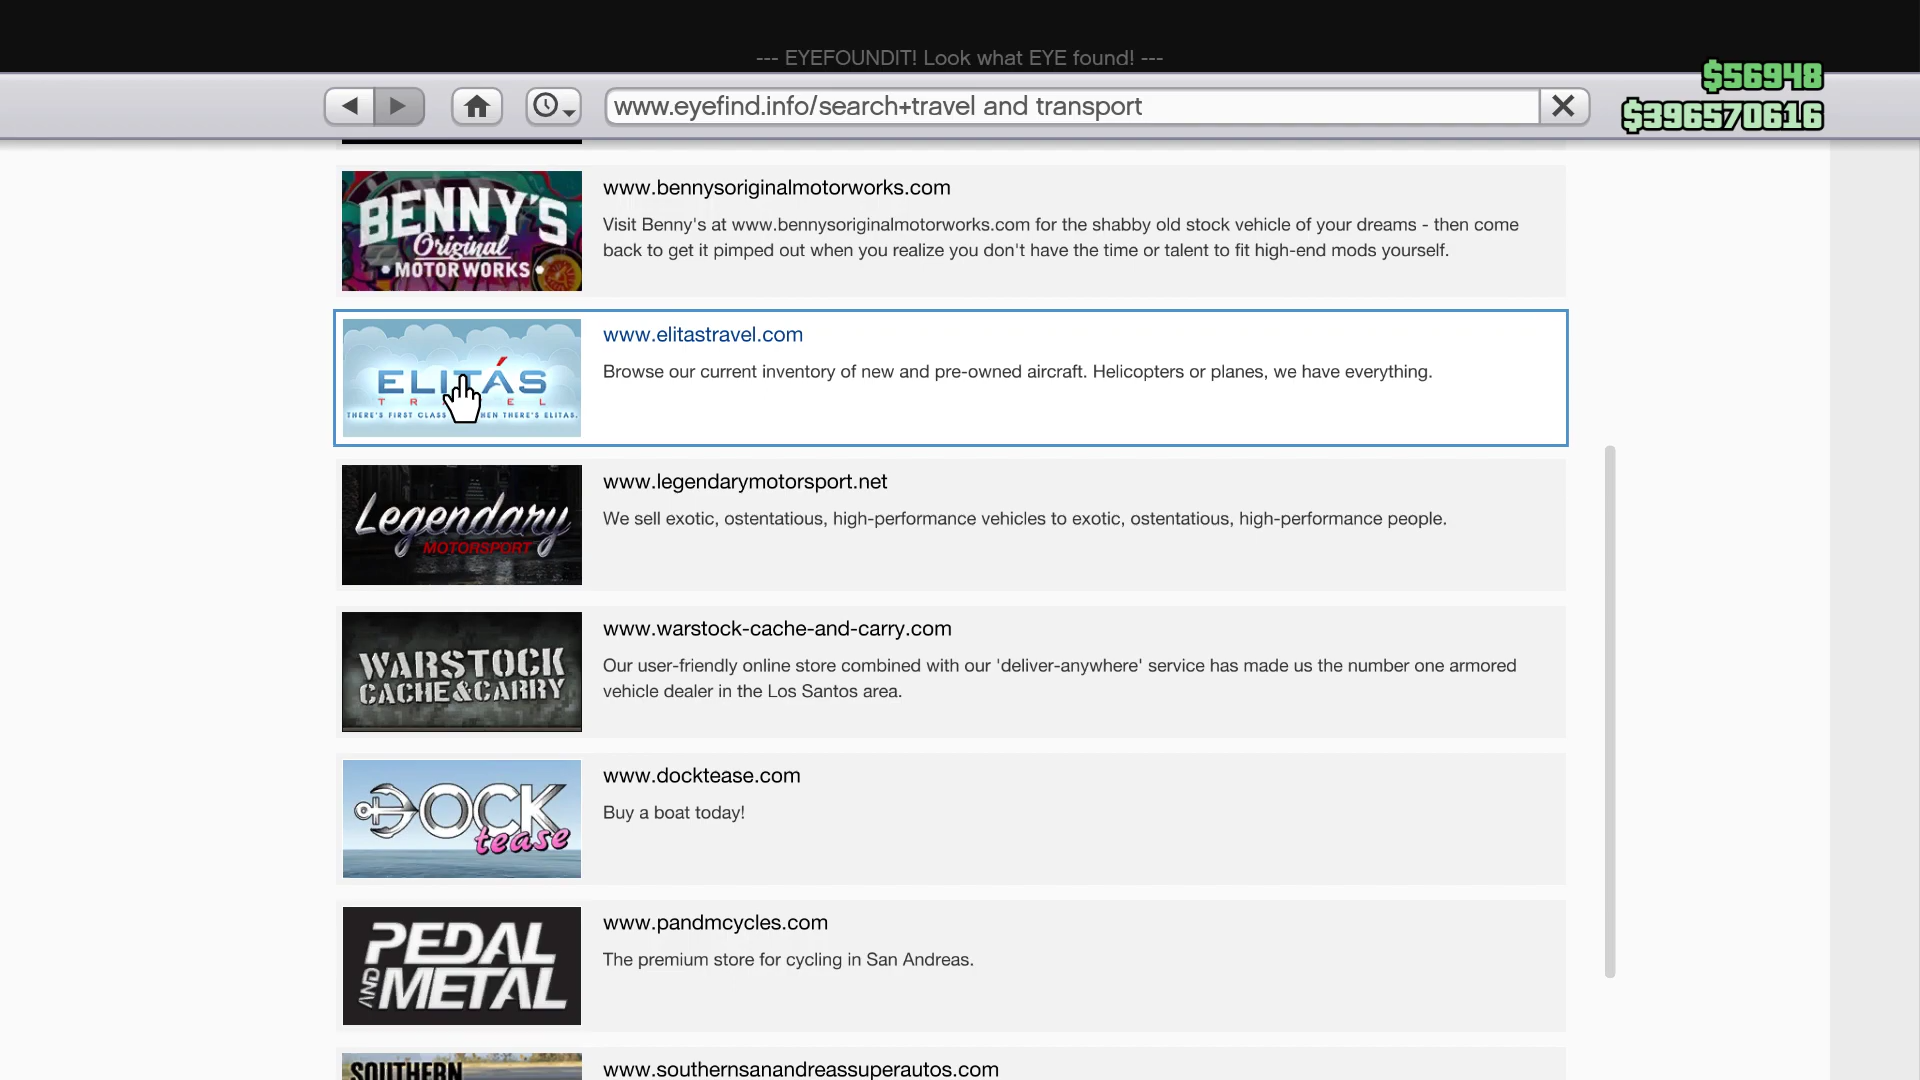 --- EYEFOUNDIT! Look what EYE found! ---
$56948
www.eyefind.info/search+travel and transport
$396570616
BENNY'S
Original
MOTOR WORKS
www.bennysoriginalmotorworks.com
Visit Benny's at www.bennysoriginalmotorworks.com for the shabby old stock vehicle of your dreams - then come
back to get it pimped out when you realize you don't have the time or talent to fit high-end mods yourself.
ELITÁS
THERE'S FIRST CLASS THEN THERE'S ELITAS.
www.elitastravel.com
Browse our current inventory of new and pre-owned aircraft. Helicopters or planes, we have everything.
Legendary
MOTORSPORT
www.legendarymotorsport.net
We sell exotic, ostentatious, high-performance vehicles to exotic, ostentatious, high-performance people.
WARSTOCK
CACHE&CARRY
www.warstock-cache-and-carry.com
Our user-friendly online store combined with our 'deliver-anywhere' service has made us the number one armored
vehicle dealer in the Los Santos area.
DOCK
tease
www.docktease.com
Buy a boat today!
PEDAL
AND METAL
www.pandmcycles.com
The premium store for cycling in San Andreas.
SOUTHERN
www.southernsanandreassuperautos.com